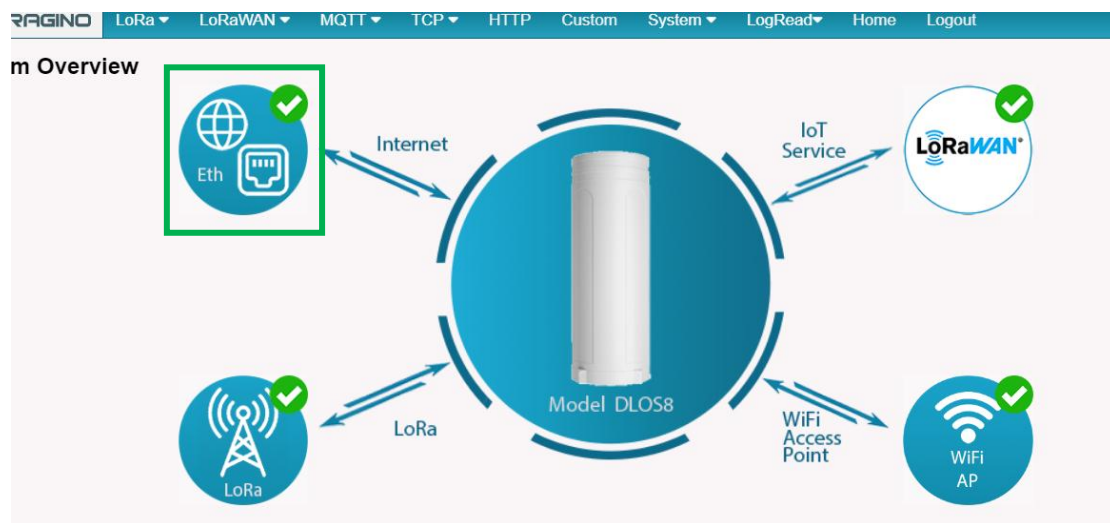 RAGINO LoRa LoRaWAN MQTT TCP HTTP Custom System LogRead Home Logout
m Overview
Eth
Internet
IoT
Service
LoRaWAN®
Model DLOS8
LoRa
LoRa
WiFi
Access
Point
WiFi
AP